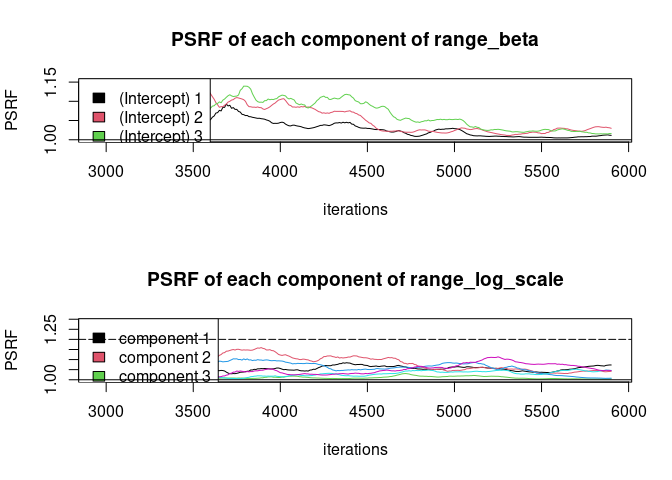 PSRF of each component of range_beta
PSRF
1.15
1.00
(Intercept) 1
(Intercept) 2
(Intercept) 3
3000 3500 4000 4500 5000 5500 6000
iterations
PSRF of each component of range_log_scale
PSRF
1.25
1.00
component 1
component 2
component 3
3000 3500 4000 4500 5000 5500 6000
iterations